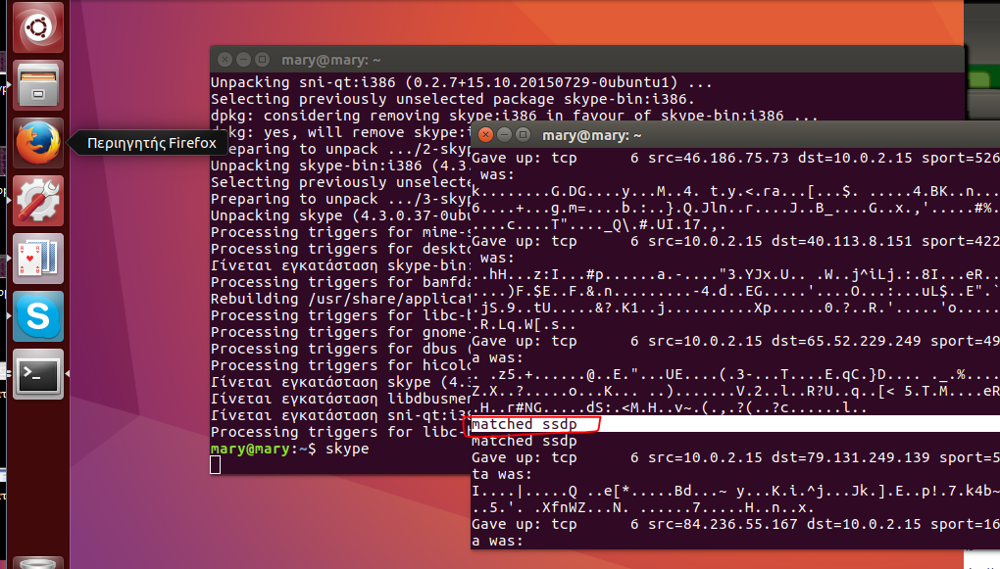 Περιηγητής Firefox
mary@mary: ~
Unpacking sni-qt:i386 (0.2.7+15.10.20150729-0ubuntu1) ...
Selecting previously unselected package skype-bin:i386.
dpkg: considering removing skype:i386 in favour of skype-bin:i386 ...
dpkg: yes, will remove skype:i
Preparing to unpack .../2-skyp
Unpacking skype-bin:i386 (4.3.
Selecting previously unselecte
Preparing to unpack .../3-skyp
Unpacking skype (4.3.0.37-0ub
Processing triggers for mime-s
Processing triggers for deskto
Γίνεται εγκατάσταση skype-bin:
Processing triggers for bamfda
Rebuilding /usr/share/applicat
Processing triggers for libc-b
Processing triggers for gnome-
Processing triggers for dbus (
Processing triggers for hicolo
Γίνεται εγκατάσταση skype (4.
Γίνεται εγκατάσταση libdbusmen
Γίνεται εγκατάσταση sni-qt:i38
Processing triggers for libc-b
mary@mary:~$ skype
mary@mary: ~
Gave up: tcp 6 src=46.186.75.73 dst=10.0.2.15 sport=526
was:
k........G.DG....y...M..4. t.y.<.ra...[...$. .....4.BK..n...
6....+...g.m=....b.:..}.Q.Jln..r....J..B_....G..x.,'.....#%.
....c....T"...._Q\.#.UI.17.,.
Gave up: tcp 6 src=10.0.2.15 dst=40.113.8.151 sport=422
was:
..hH...z:I...#p......a.-...."3.YJx.U.. .W..j^iLj.:.8I...eR..
....)F.$E..F.&.n..........-4.d..EG.....'....O...:...uL$..E".`
.jS.9..tU.....&?.K1..j..........Xp......0.?..R.'.....'o.....
.R.Lq.W[.s..
Gave up: tcp 6 src=10.0.2.15 dst=65.52.229.249 sport=49
a was:
. .z5.+......@..E."...UE....(.3-...T....E.qC.}D.... ._.%....
Z.X..?.....o...K... ..).......V.2..l..R?U..q..[< 5.T.M....eR
.H..r#NG.....dS:.<M.H..v~.(.,.?(..?c......l..
matched ssdp
matched ssdp
Gave up: tcp 6 src=10.0.2.15 dst=79.131.249.139 sport=5
ta was:
I....|.....Q ..e[*.....Bd...~ y...K.i.^j...Jk.].E..p!.7.k4b~
..5.'. .XfnWZ...N. ......7.....H..n..x.
Gave up: tcp 6 src=84.236.55.167 dst=10.0.2.15 sport=16
a was: